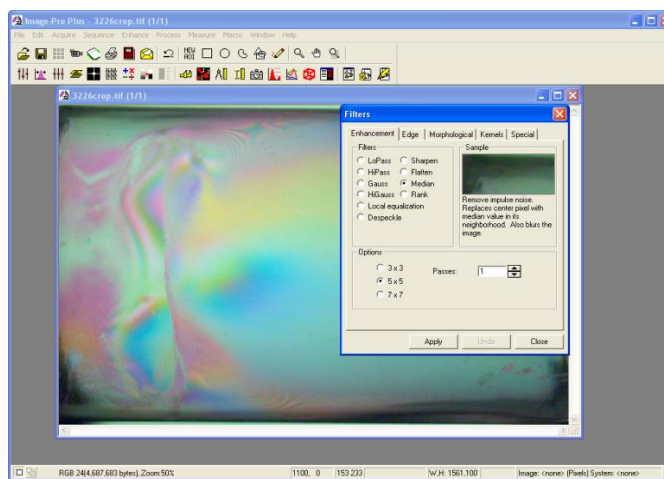 Image-Pro Plus - 3226crop.tif (1/1)
File Edit Acquire Sequence Enhance Process Measure Macro Window Help
NEW
AOI
3226crop.tif (1/1)
Filters
Enhancement Edge Morphological Kernels Special
Filters
LoPass Sharpen
HiPass Flatten
Gauss Median
HiGauss Rank
Local equalization
Despeckle
Sample
Remove impulse noise.
Replaces center pixel with
median value in its
neighborhood. Also blurs the
image.
Options
3 x 3
5 x 5
7 x 7
Passes: 1
Apply Undo Close
RGB 24(4,687,683 bytes), Zoom:50% 1100, 0 153 233 W.H: 1561,100 Image: <none> (Pixels) System: <none>